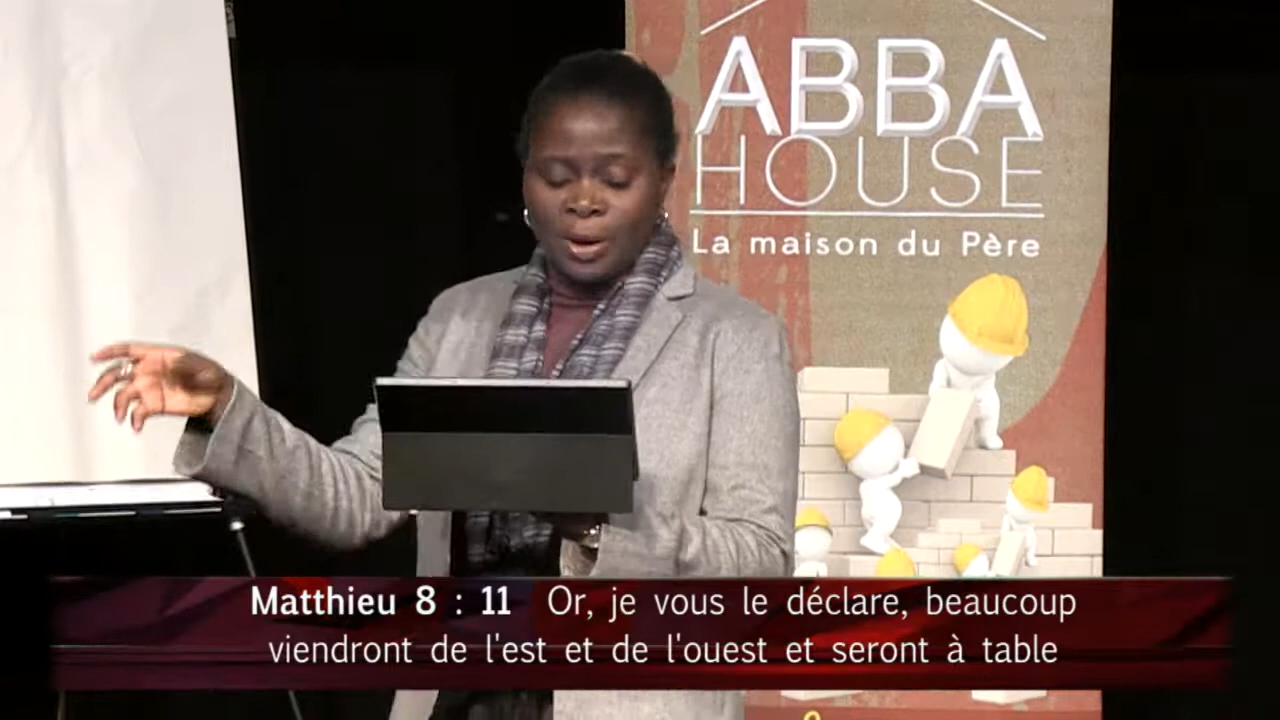 ABBA
HOUSE
La maison du Père
Matthieu 8 : 11 Or, je vous le déclare, beaucoup
viendront de l'est et de l'ouest et seront à table